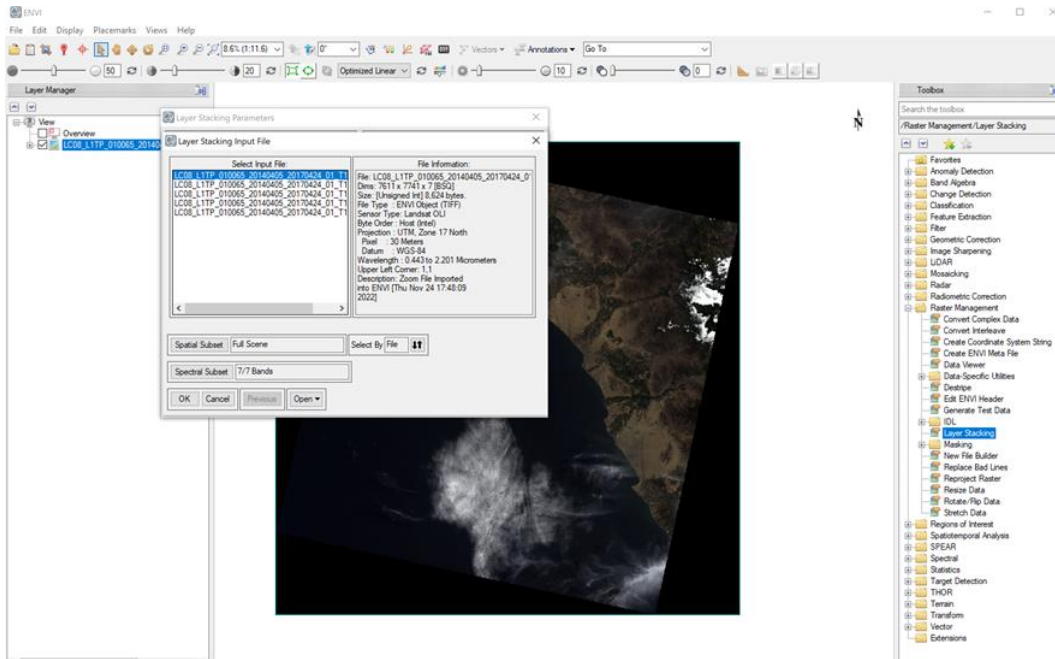 ENVI
File Edit Display Placemarks Views Help
8.6% (1:11.6) 0° Vectors Annotations Go To
50 20 Optimized Linear 10 0
Layer Manager
View
Overview
LC08_L1TP_010065_20140
Layer Stacking Parameters
Layer Stacking Input File
Select Input File:
LC08_L1TP_010065_20140405_20170424_01_T1
LC08_L1TP_010065_20140405_20170424_01_T1
LC08_L1TP_010065_20140405_20170424_01_T1
LC08_L1TP_010065_20140405_20170424_01_T1
LC08_L1TP_010065_20140405_20170424_01_T1
File Information:
File: LC08_L1TP_010065_20140405_20170424_0
Dims: 7611 x 7741 x 7 [BSQ]
Size: [Unsigned Int] 8,624 bytes.
File Type : ENVI Object (TIFF)
Sensor Type: Landsat OLI
Byte Order : Host (Intel)
Projection : UTM, Zone 17 North
Pixel : 30 Meters
Datum : WGS-84
Wavelength : 0.443 to 2.201 Micrometers
Upper Left Corner: 1,1
Description: Zoom File Imported
into ENVI [Thu Nov 24 17:48:09
2022]
Spatial Subset Full Scene Select By File
Spectral Subset 7/7 Bands
OK Cancel Previous Open
N
Toolbox
Search the toolbox
/Raster Management/Layer Stacking
Favorites
Anomaly Detection
Band Algebra
Change Detection
Classification
Feature Extraction
Filter
Geometric Correction
Image Sharpening
LiDAR
Mosaicking
Radar
Radiometric Correction
Raster Management
Convert Complex Data
Convert Interleave
Create Coordinate System String
Create ENVI Meta File
Data Viewer
Data-Specific Utilities
Destripe
Edit ENVI Header
Generate Test Data
IDL
Layer Stacking
Masking
New File Builder
Replace Bad Lines
Reproject Raster
Resize Data
Rotate/Flip Data
Stretch Data
Regions of Interest
Spatiotemporal Analysis
SPEAR
Spectral
Statistics
Target Detection
THOR
Terrain
Transform
Vector
Extensions